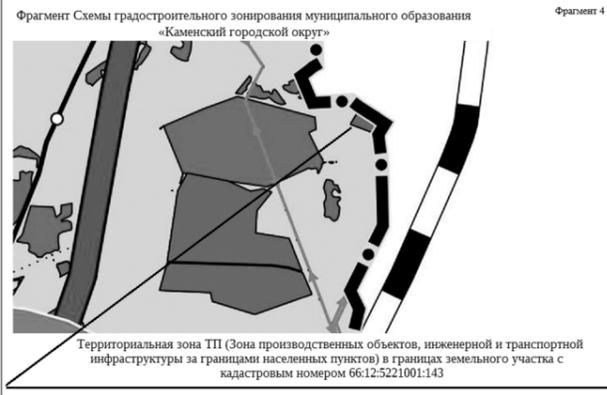 Фрагмент 4
Фрагмент Схемы градостроительного зонирования муниципального образования
«Каменский городской округ»
Территориальная зона ТП (Зона производственных объектов, инженерной и транспортной
инфраструктуры за границами населенных пунктов) в границах земельного участка с
кадастровым номером 66:12:5221001:143